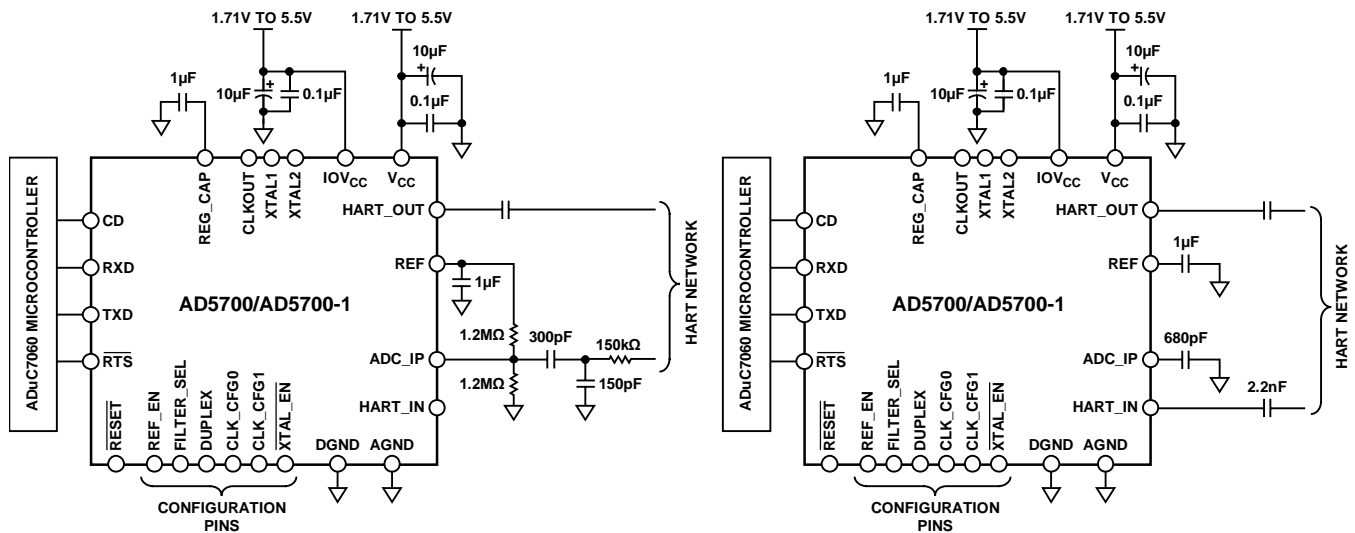 1.71V TO 5.5V
1.71V TO 5.5V
10µF
1µF
10µF
0.1µF
0.1µF
ADuC7060 MICROCONTROLLER
REG_CAP
CLKOUT
XTAL1
XTAL2
IOVCC
VCC
CD
RXD
TXD
RTS
HART_OUT
REF
1µF
AD5700/AD5700-1
1.2MΩ
300pF
150kΩ
ADC_IP
1.2MΩ
150pF
HART_IN
HART NETWORK
RESET
REF_EN
FILTER_SEL
DUPLEX
CLK_CFG0
CLK_CFG1
XTAL_EN
DGND
AGND
CONFIGURATION
PINS
1.71V TO 5.5V
1.71V TO 5.5V
10µF
1µF
10µF
0.1µF
0.1µF
ADuC7060 MICROCONTROLLER
REG_CAP
CLKOUT
XTAL1
XTAL2
IOVCC
VCC
CD
RXD
TXD
RTS
HART_OUT
REF
1µF
AD5700/AD5700-1
680pF
ADC_IP
2.2nF
HART_IN
HART NETWORK
RESET
REF_EN
FILTER_SEL
DUPLEX
CLK_CFG0
CLK_CFG1
XTAL_EN
DGND
AGND
CONFIGURATION
PINS